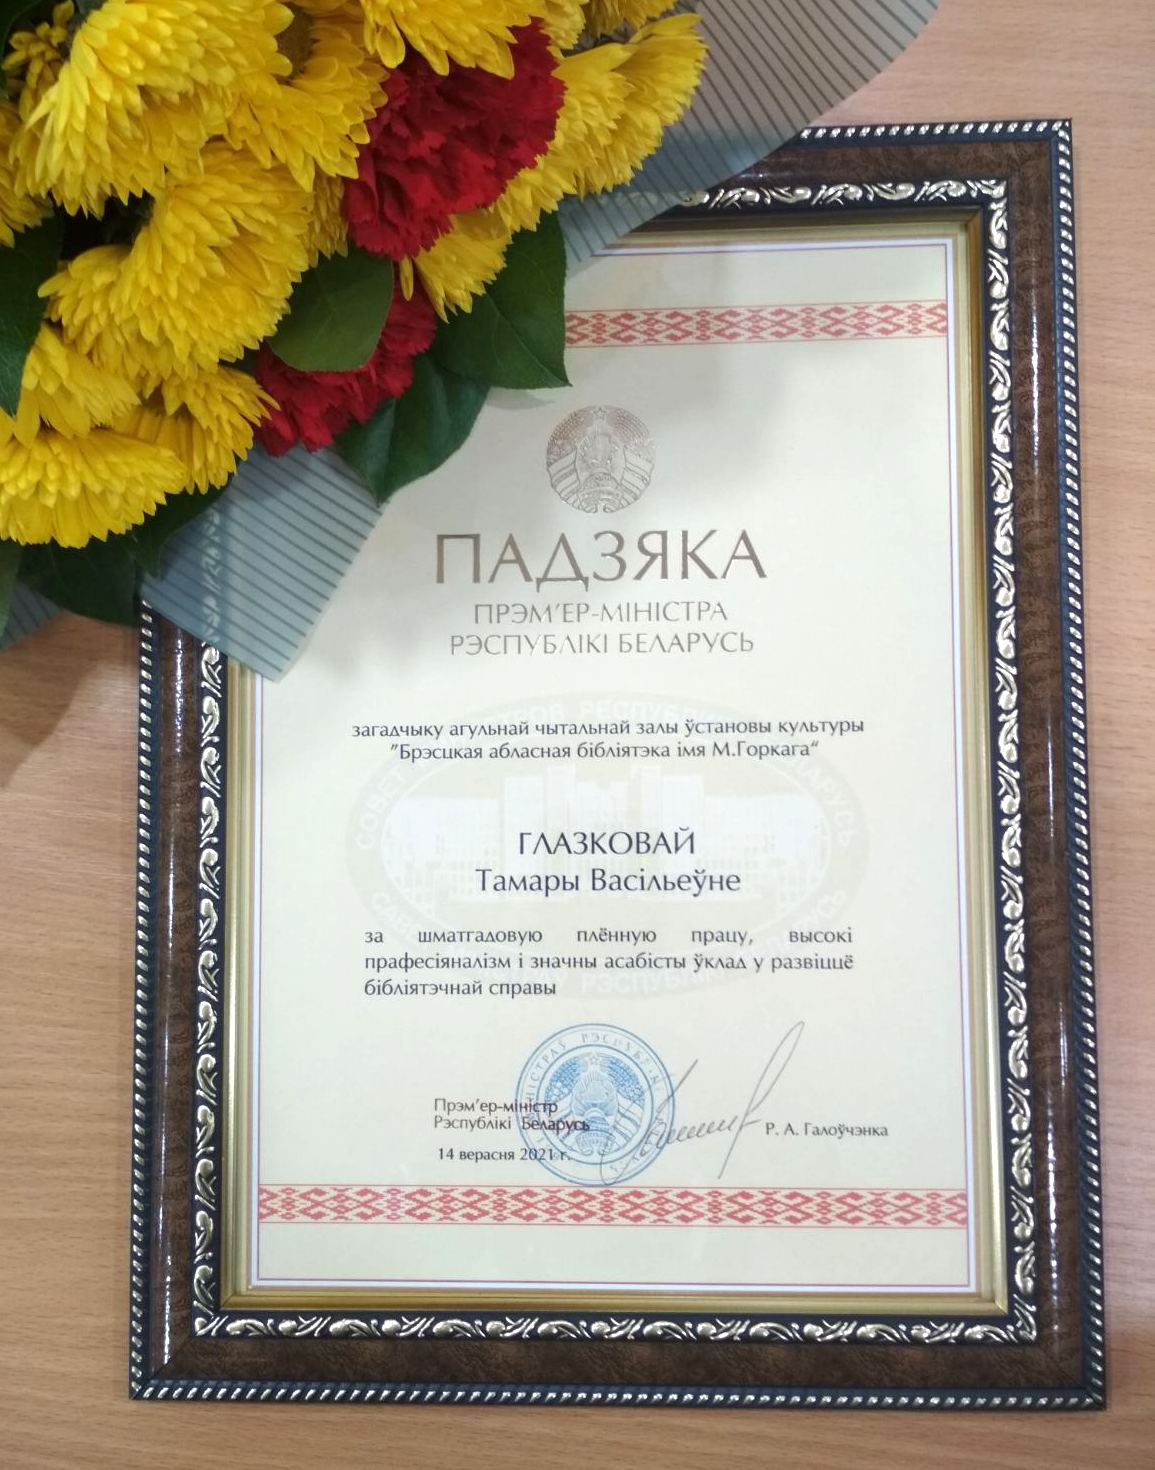 ПАДЗЯКА
ПРЭМ'ЕР-МІНІСТРА
РЭСПУБЛІКІ БЕЛАРУСЬ
загадчыку агульнай чытальнай залы ўстановы культуры
"Брэсцкая абласная бібліятэка імя М.Горкага"
ГЛАЗКОВАЙ
Тамары Васільеўне
за шматгадовую плённую працу, высокі
прафесіяналізм і значны асабісты ўклад у развіццё
бібліятэчнай справы
Прэм'ер-міністр
Рэспублікі Беларусь
Р. А. Галоўчэнка
14 верасня 2021 г.